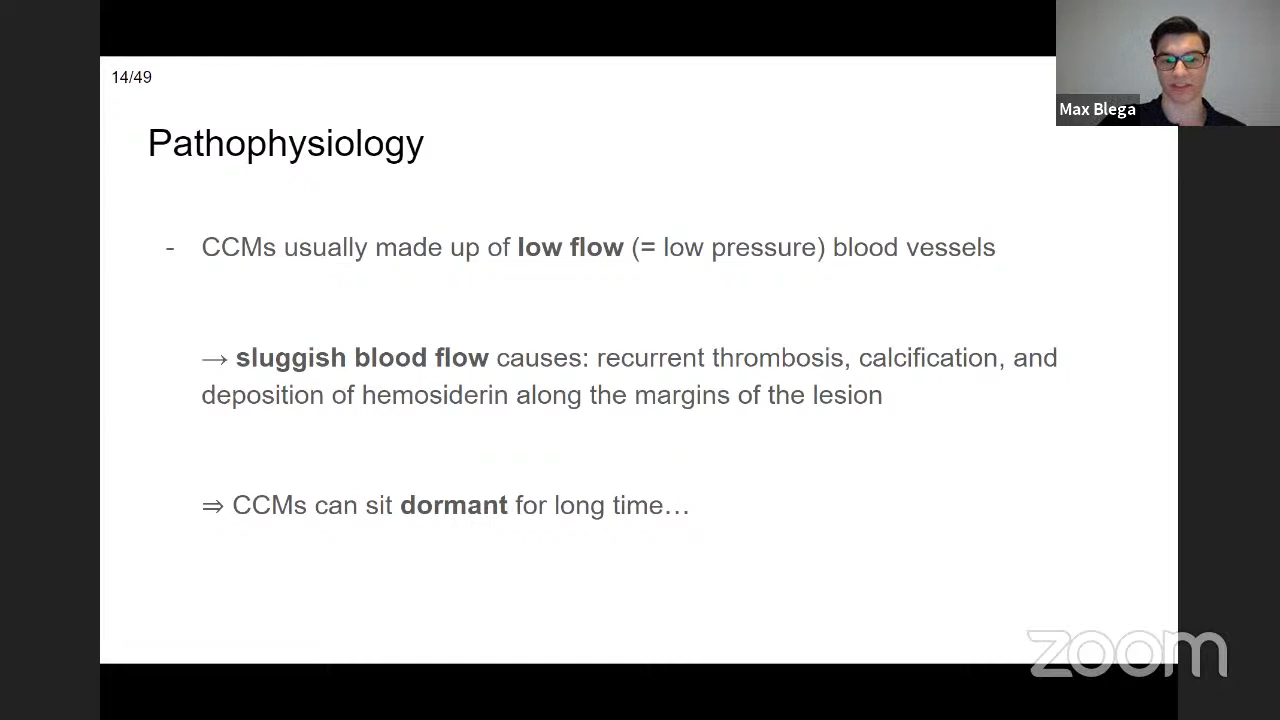 14/49
Max Blega
Pathophysiology
- CCMs usually made up of low flow (= low pressure) blood vessels
→ sluggish blood flow causes: recurrent thrombosis, calcification, and
deposition of hemosiderin along the margins of the lesion
⇒ CCMs can sit dormant for long time…
zoom